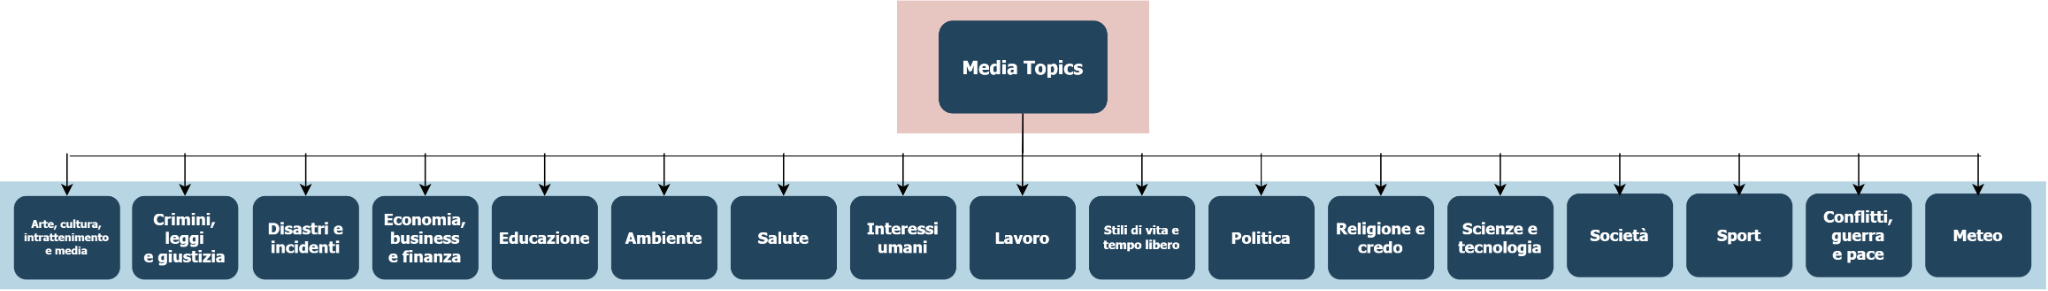 Media Topics
Arte, cultura,
intrattenimento
e media
Crimini,
leggi
e giustizia
Disastri e
incidenti
Economia,
business
e finanza
Educazione
Ambiente
Salute
Interessi
umani
Lavoro
Stili di vita e
tempo libero
Politica
Religione e
credo
Scienze e
tecnologia
Società
Sport
Conflitti,
guerra
e pace
Meteo